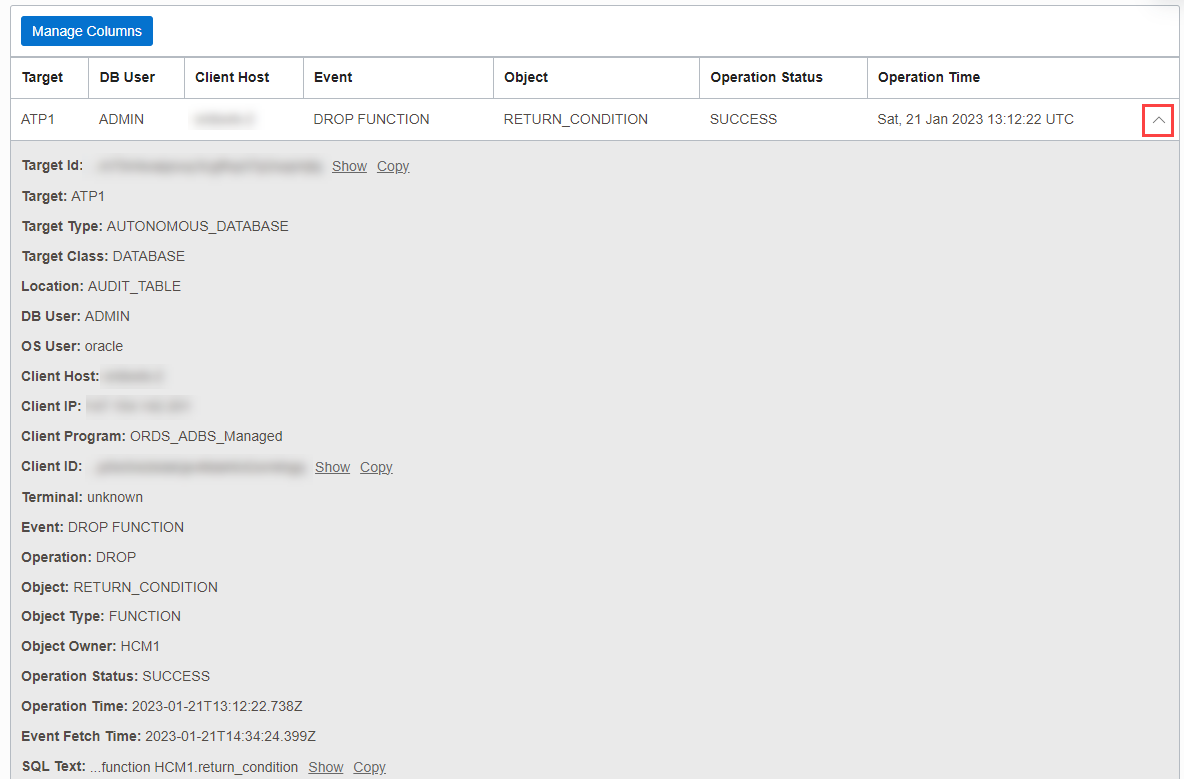 Manage Columns
Target DB User Client Host Event Object Operation Status Operation Time
ATP1 ADMIN DROP FUNCTION RETURN_CONDITION SUCCESS Sat, 21 Jan 2023 13:12:22 UTC
Target Id: Show Copy
Target: ATP1
Target Type: AUTONOMOUS_DATABASE
Target Class: DATABASE
Location: AUDIT_TABLE
DB User: ADMIN
OS User: oracle
Client Host:
Client IP:
Client Program: ORDS_ADBS_Managed
Client ID: Show Copy
Terminal: unknown
Event: DROP FUNCTION
Operation: DROP
Object: RETURN_CONDITION
Object Type: FUNCTION
Object Owner: HCM1
Operation Status: SUCCESS
Operation Time: 2023-01-21T13:12:22.738Z
Event Fetch Time: 2023-01-21T14:34:24.399Z
SQL Text: ...function HCM1.return_condition Show Copy